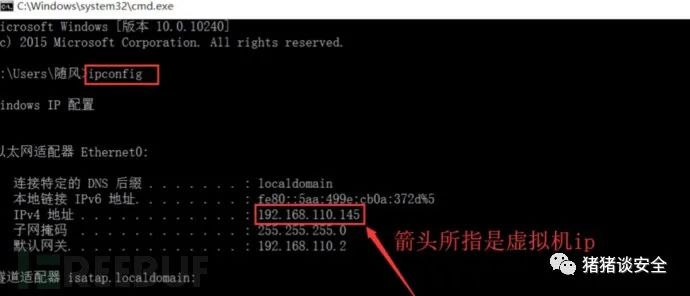 C:\Windows\system32\cmd.exe
icrosoft Windows [版本 10.0.10240]
c) 2015 Microsoft Corporation. All rights reserved.
:\Users\随风>ipconfig
indows IP 配置
以太网适配器 Ethernet0:
连接特定的 DNS 后缀 . . . . . . . : localdomain
本地链接 IPv6 地址. . . . . . . . : fe80::5aa:499e:cb0a:372d%5
IPv4 地址 . . . . . . . . . . . . : 192.168.110.145
子网掩码 . . . . . . . . . . . . : 255.255.255.0
默认网关. . . . . . . . . . . . . : 192.168.110.2
箭头所指是虚拟机ip
隧道适配器 isatap.localdomain:
REEBUF
猪猪谈安全